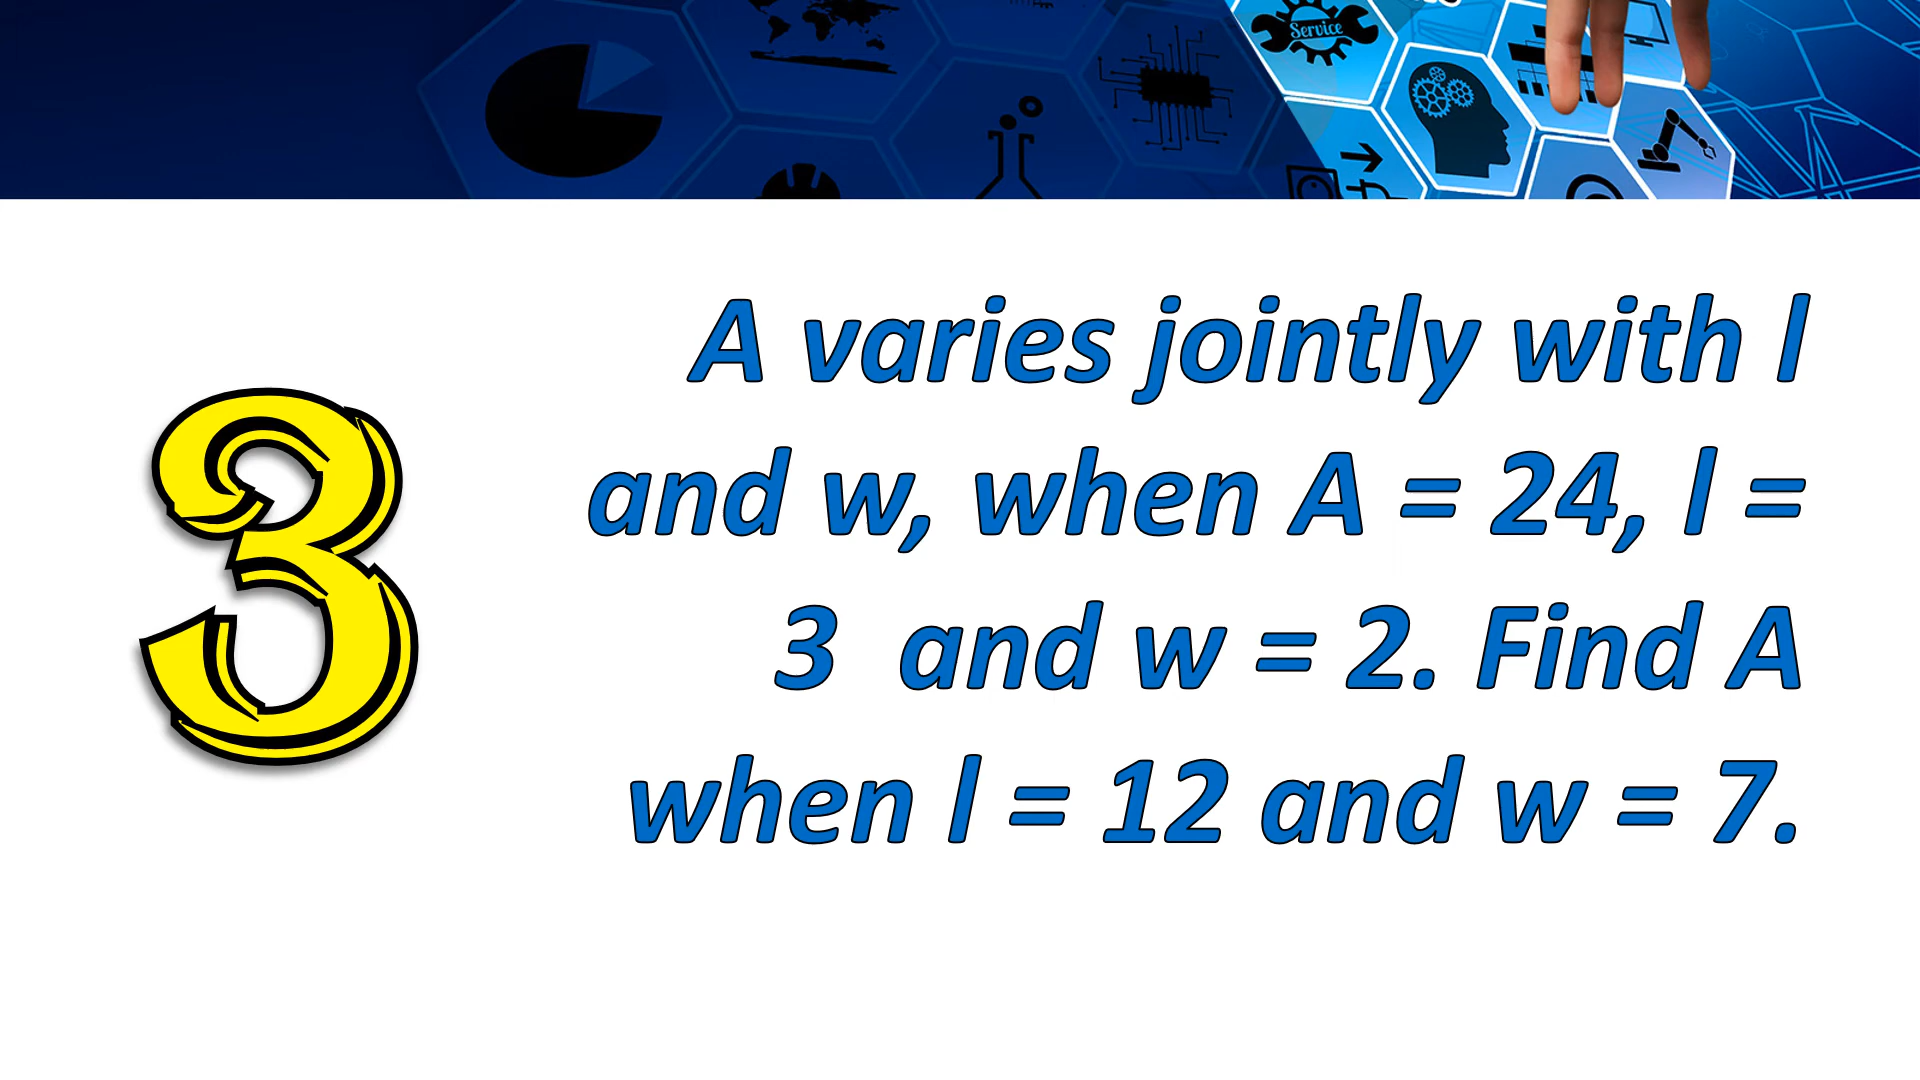 Service
3
A varies jointly with l
and w, when A = 24, l =
3  and w = 2. Find A
when l = 12 and w = 7.